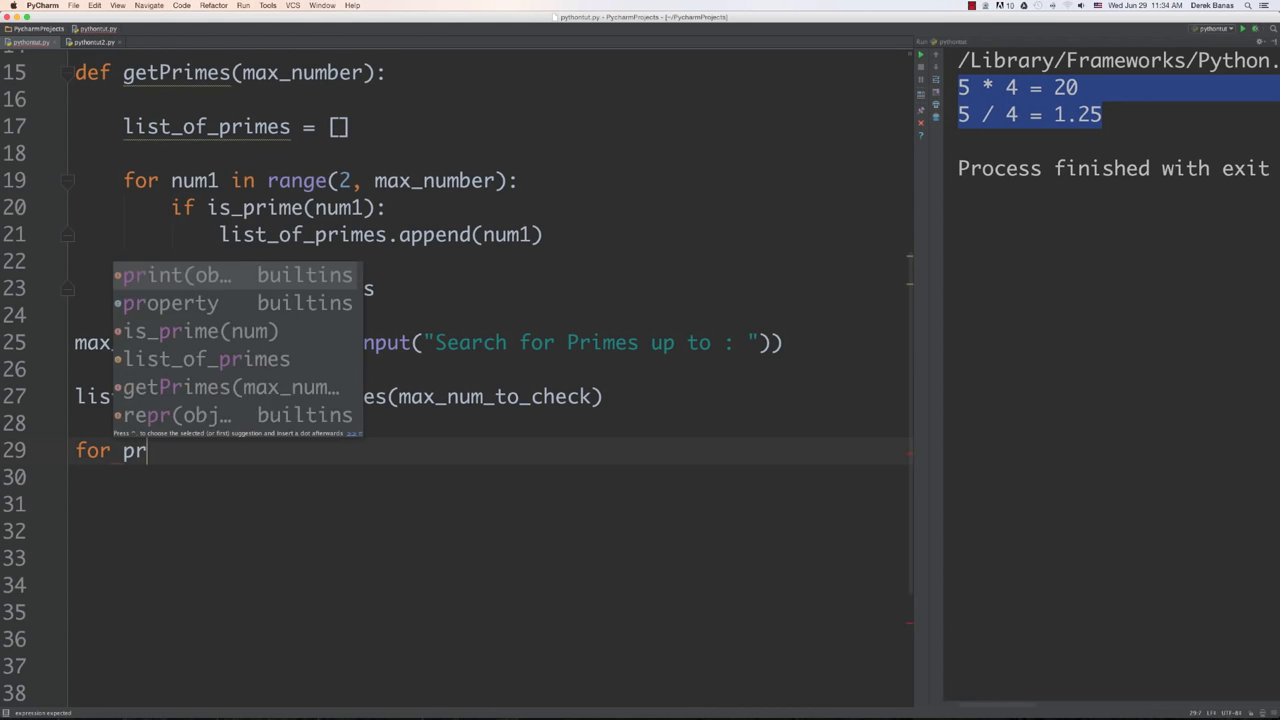 PyCharm File Edit View Navigate Code Refactor Run Tools VCS Window Help 10 Wed Jun 29 11:34 AM Derek Banas
pythontut.py - PycharmProjects - [~/PycharmProjects]
PycharmProjects pythontut.py pythontut
pythontut.py pythontut2.py Run pythontut
15 def getPrimes(max_number):
16
17 list_of_primes = []
18
19 for num1 in range(2, max_number):
20 if is_prime(num1):
21 list_of_primes.append(num1)
22
23 s
24
25 max nput("Search for Primes up to : "))
26
27 lis es(max_num_to_check)
28
29 for pr
30
31
32
33
34
35
36
37
38
print(ob… builtins
property builtins
is_prime(num)
list_of_primes
getPrimes(max_num…
repr(obj… builtins
Press ^. to choose the selected (or first) suggestion and insert a dot afterwards >>
/Library/Frameworks/Python.
5 * 4 = 20
5 / 4 = 1.25
Process finished with exit
expression expected 29:7 LF‡ UTF-8‡